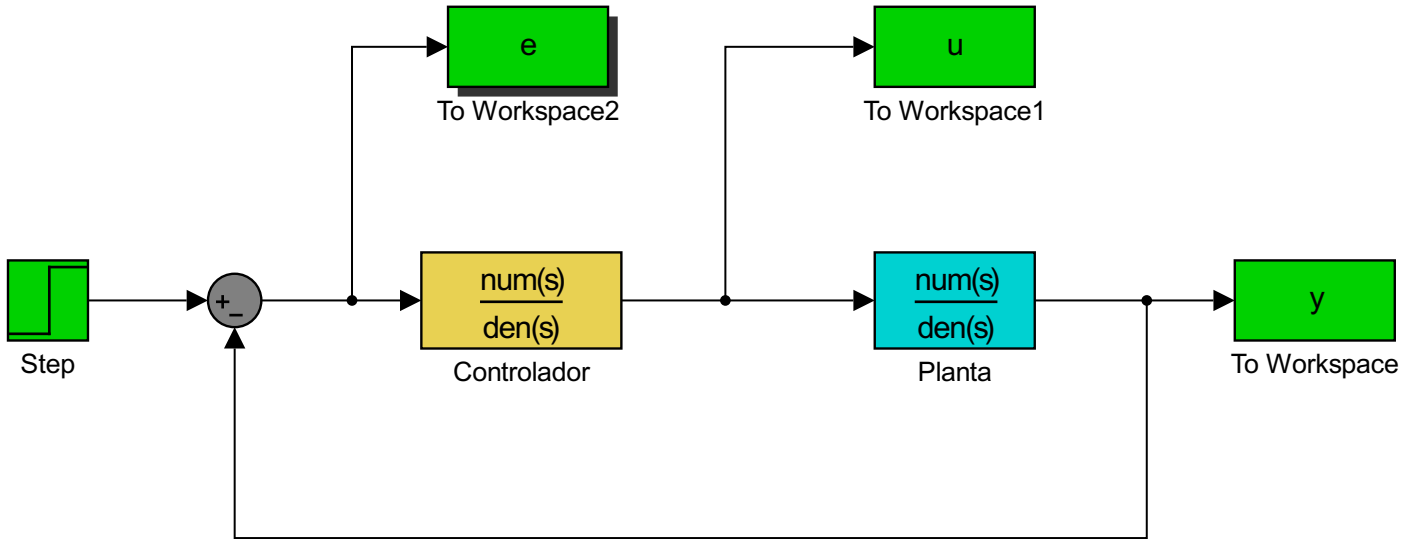 e
To Workspace2
u
To Workspace1
Step
+
−
num(s)
den(s)
Controlador
num(s)
den(s)
Planta
y
To Workspace